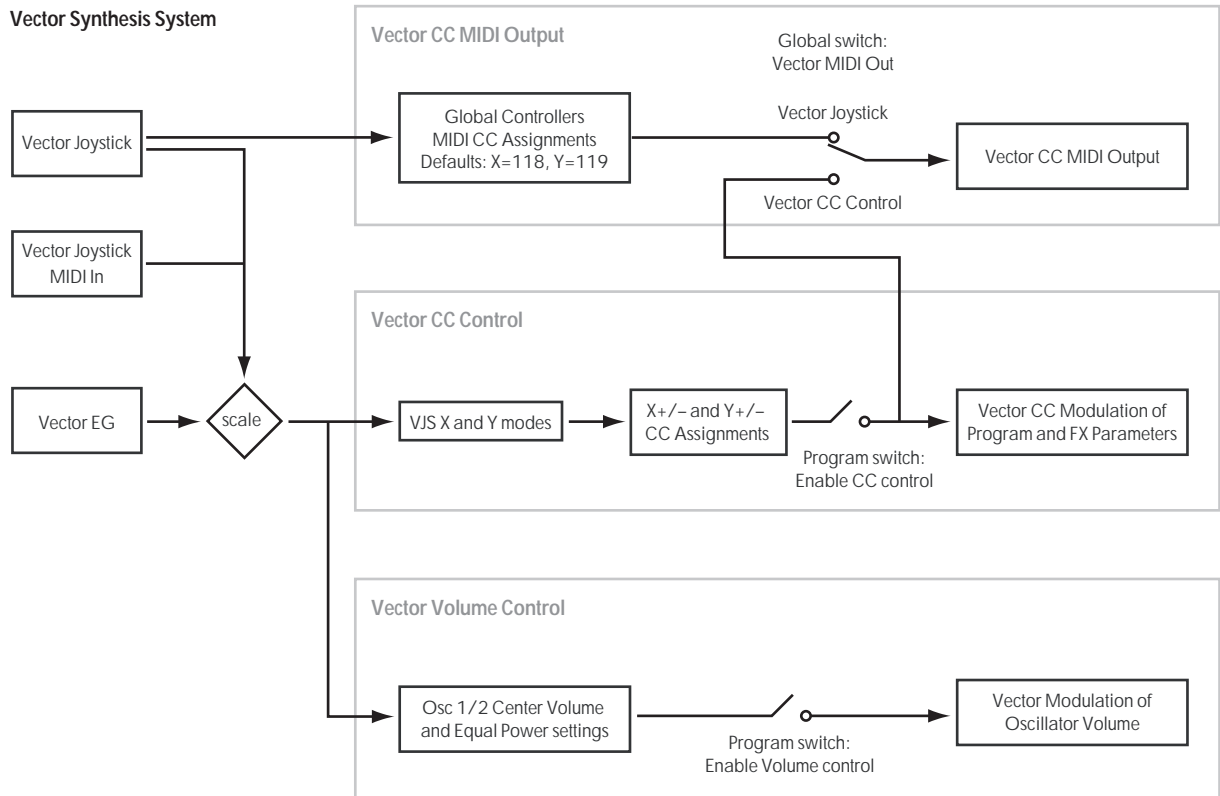 Vector Synthesis System
Vector CC MIDI Output
Global switch:
Vector MIDI Out
Vector Joystick
Global Controllers
MIDI CC Assignments
Defaults: X=118, Y=119
Vector Joystick
Vector CC MIDI Output
Vector CC Control
Vector Joystick
MIDI In
Vector CC Control
Vector EG
scale
VJS X and Y modes
X+/– and Y+/–
CC Assignments
Program switch:
Enable CC control
Vector CC Modulation of
Program and FX Parameters
Vector Volume Control
Osc 1/2 Center Volume
and Equal Power settings
Program switch:
Enable Volume control
Vector Modulation of
Oscillator Volume